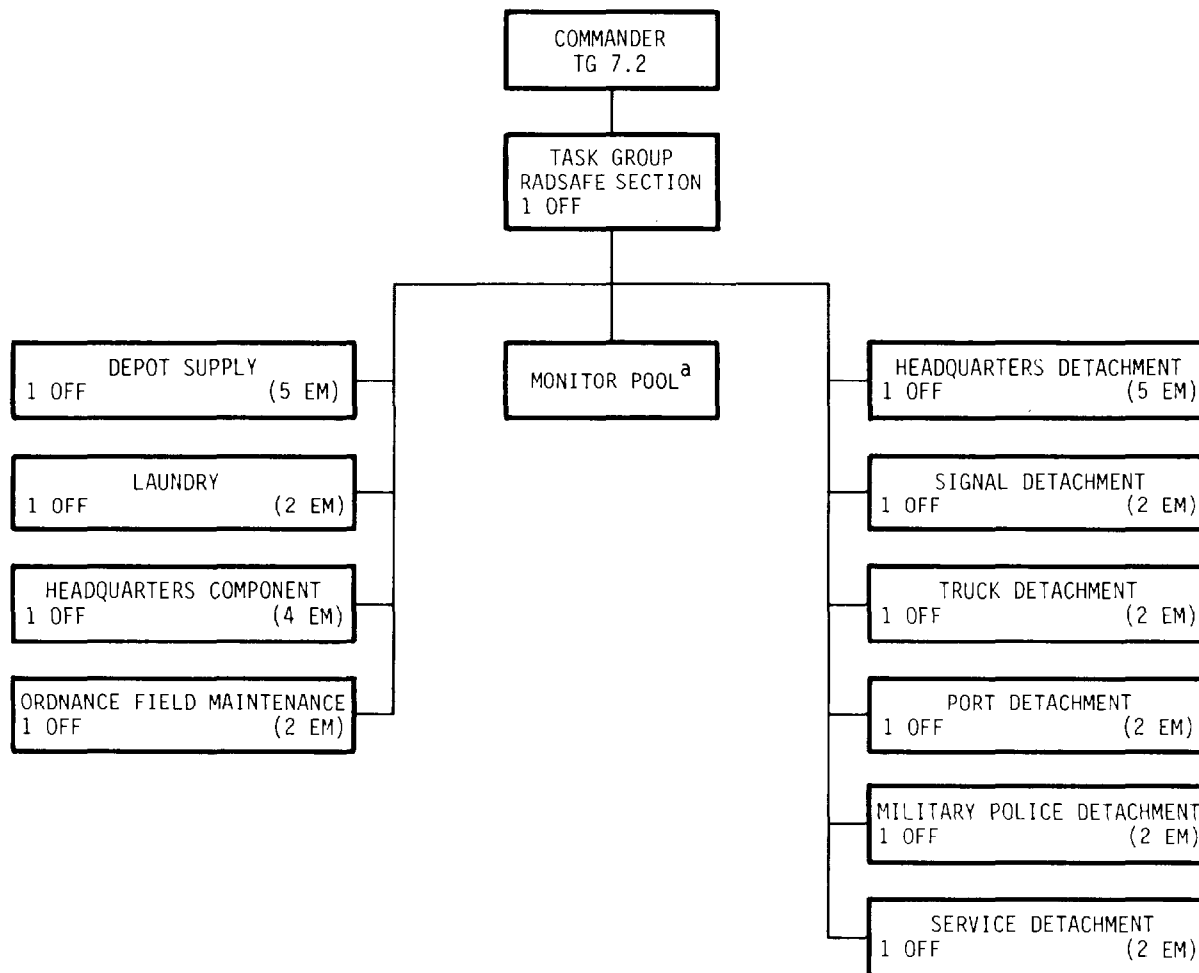 COMMANDER
TG 7.2
TASK GROUP
RADSAFE SECTION
1 OFF
DEPOT SUPPLY
1 OFF (5 EM)
LAUNDRY
1 OFF (2 EM)
HEADQUARTERS COMPONENT
1 OFF (4 EM)
ORDNANCE FIELD MAINTENANCE
1 OFF (2 EM)
MONITOR POOLa
HEADQUARTERS DETACHMENT
1 OFF (5 EM)
SIGNAL DETACHMENT
1 OFF (2 EM)
TRUCK DETACHMENT
1 OFF (2 EM)
PORT DETACHMENT
1 OFF (2 EM)
MILITARY POLICE DETACHMENT
1 OFF (2 EM)
SERVICE DETACHMENT
1 OFF (2 EM)